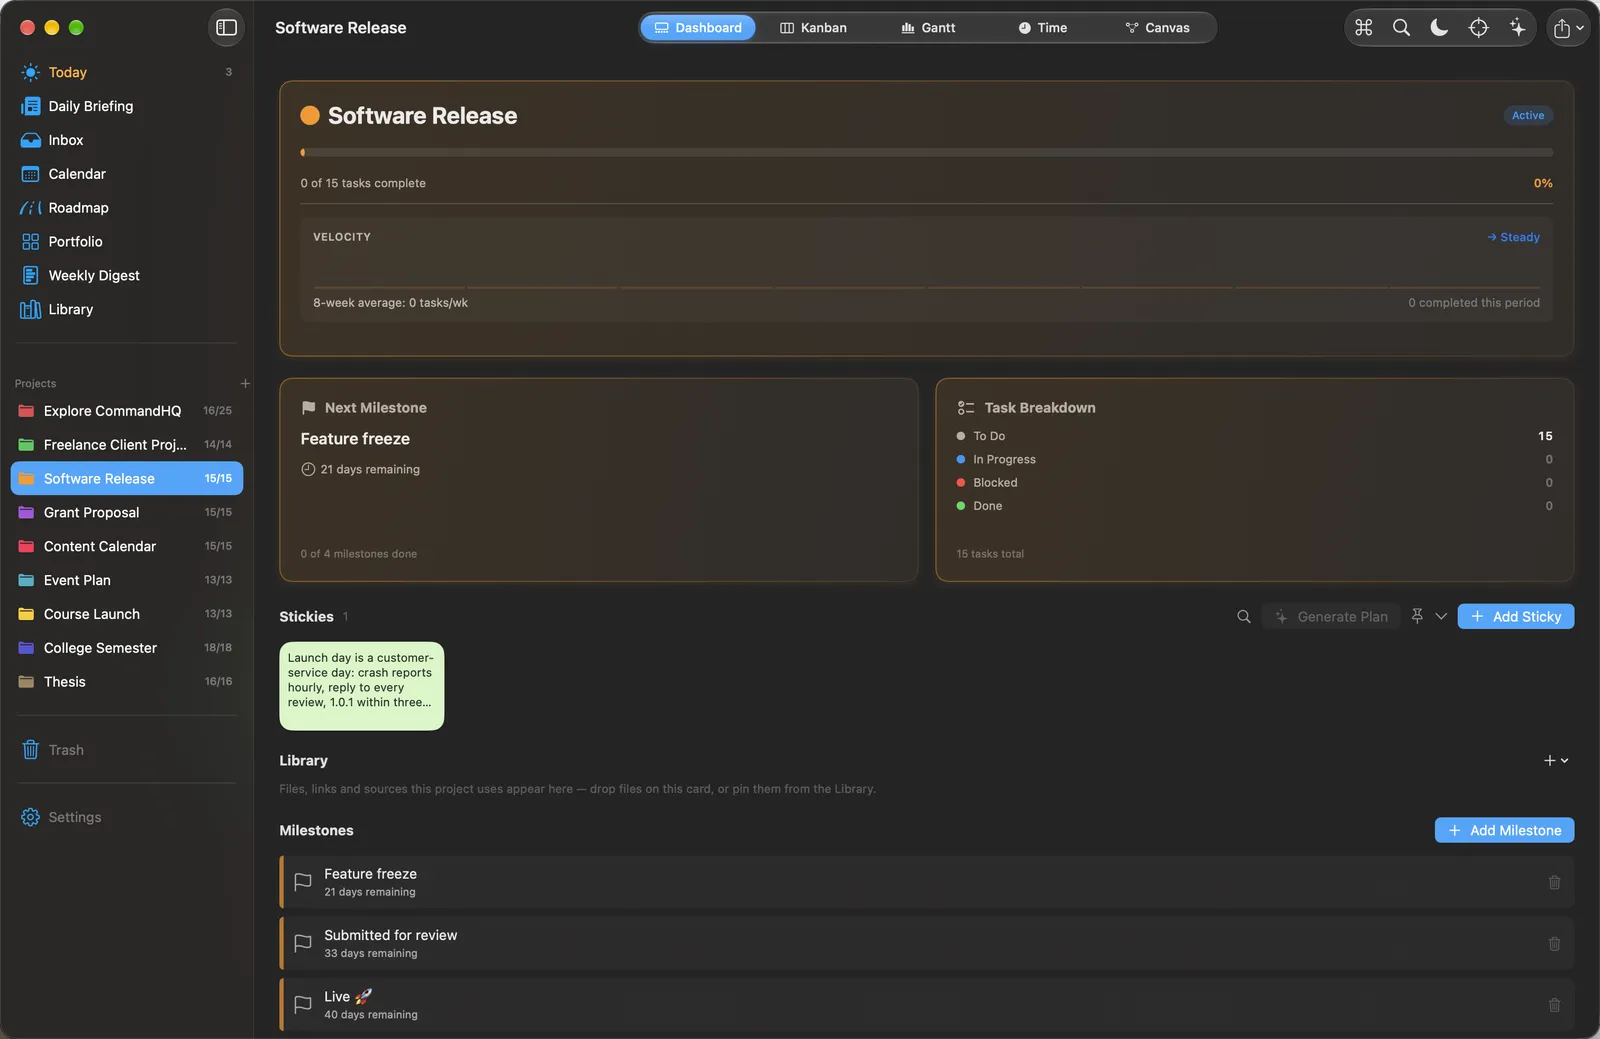 Software Release
Dashboard
Kanban
Gantt
Time
Canvas
Today 3
Daily Briefing
Inbox
Calendar
Roadmap
Portfolio
Weekly Digest
Library
Projects
Explore CommandHQ 16/25
Freelance Client Proj... 14/14
Software Release 15/15
Grant Proposal 15/15
Content Calendar 15/15
Event Plan 13/13
Course Launch 13/13
College Semester 18/18
Thesis 16/16
Trash
Settings
Software Release
Active
0 of 15 tasks complete
0%
VELOCITY
→ Steady
8-week average: 0 tasks/wk
0 completed this period
Next Milestone
Feature freeze
21 days remaining
0 of 4 milestones done
Task Breakdown
To Do 15
In Progress 0
Blocked 0
Done 0
15 tasks total
Stickies 1
Generate Plan
+ Add Sticky
Launch day is a customer-
service day: crash reports
hourly, reply to every
review, 1.0.1 within three...
Library
Files, links and sources this project uses appear here — drop files on this card, or pin them from the Library.
Milestones
+ Add Milestone
Feature freeze
21 days remaining
Submitted for review
33 days remaining
Live 🚀
40 days remaining